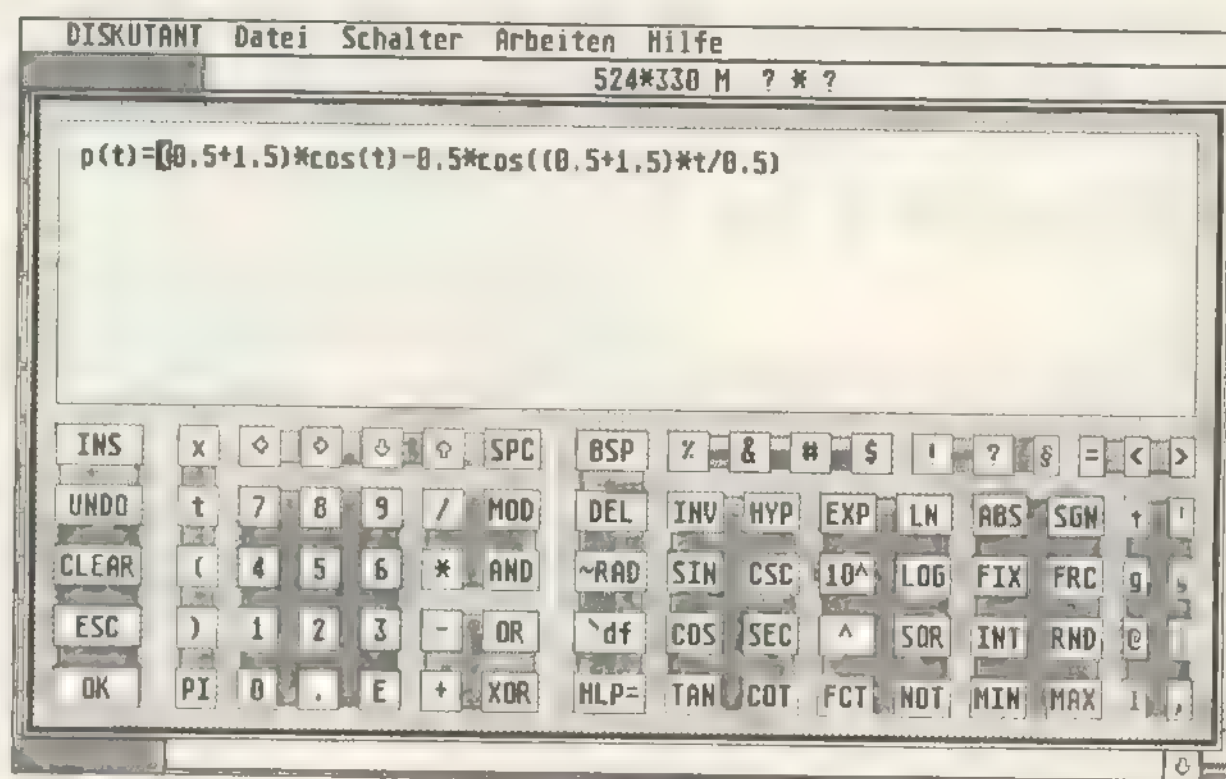 DISKUTANT Datei Schalter Arbeiten Hilfe
524*330 M ? * ?
p(t)=(0.5+1.5)*cos(t)-0.5*cos((0.5+1.5)*t/0.5)
INS x ⇦ ⇨ ⇩ ⇧ SPC BSP % & # $ ! ? § = < >
UNDO t 7 8 9 / MOD DEL INV HYP EXP LN ABS SGN
CLEAR ( 4 5 6 * AND ~RAD SIN CSC 10^ LOG FIX FRC g
ESC ) 1 2 3 - OR `df COS SEC ^ SQR INT RND @
OK PI 0 . E + XOR HLP= TAN COT FCT NOT MIN MAX ,